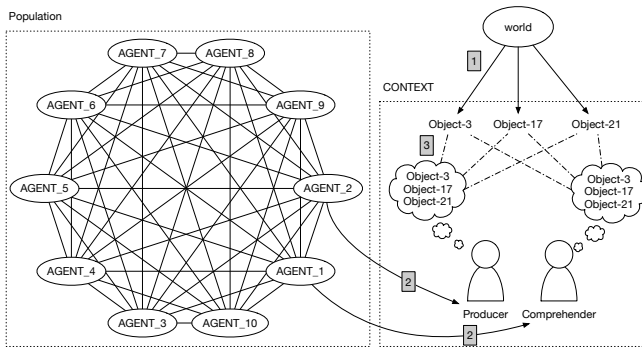 Population
AGENT_7
AGENT_8
AGENT_6
AGENT_9
AGENT_5
AGENT_2
AGENT_4
AGENT_1
AGENT_3
AGENT_10
world
1
CONTEXT
Object-3 Object-17 Object-21
3
Object-3
Object-17
Object-21
Object-3
Object-17
Object-21
2
2
Producer
Comprehender